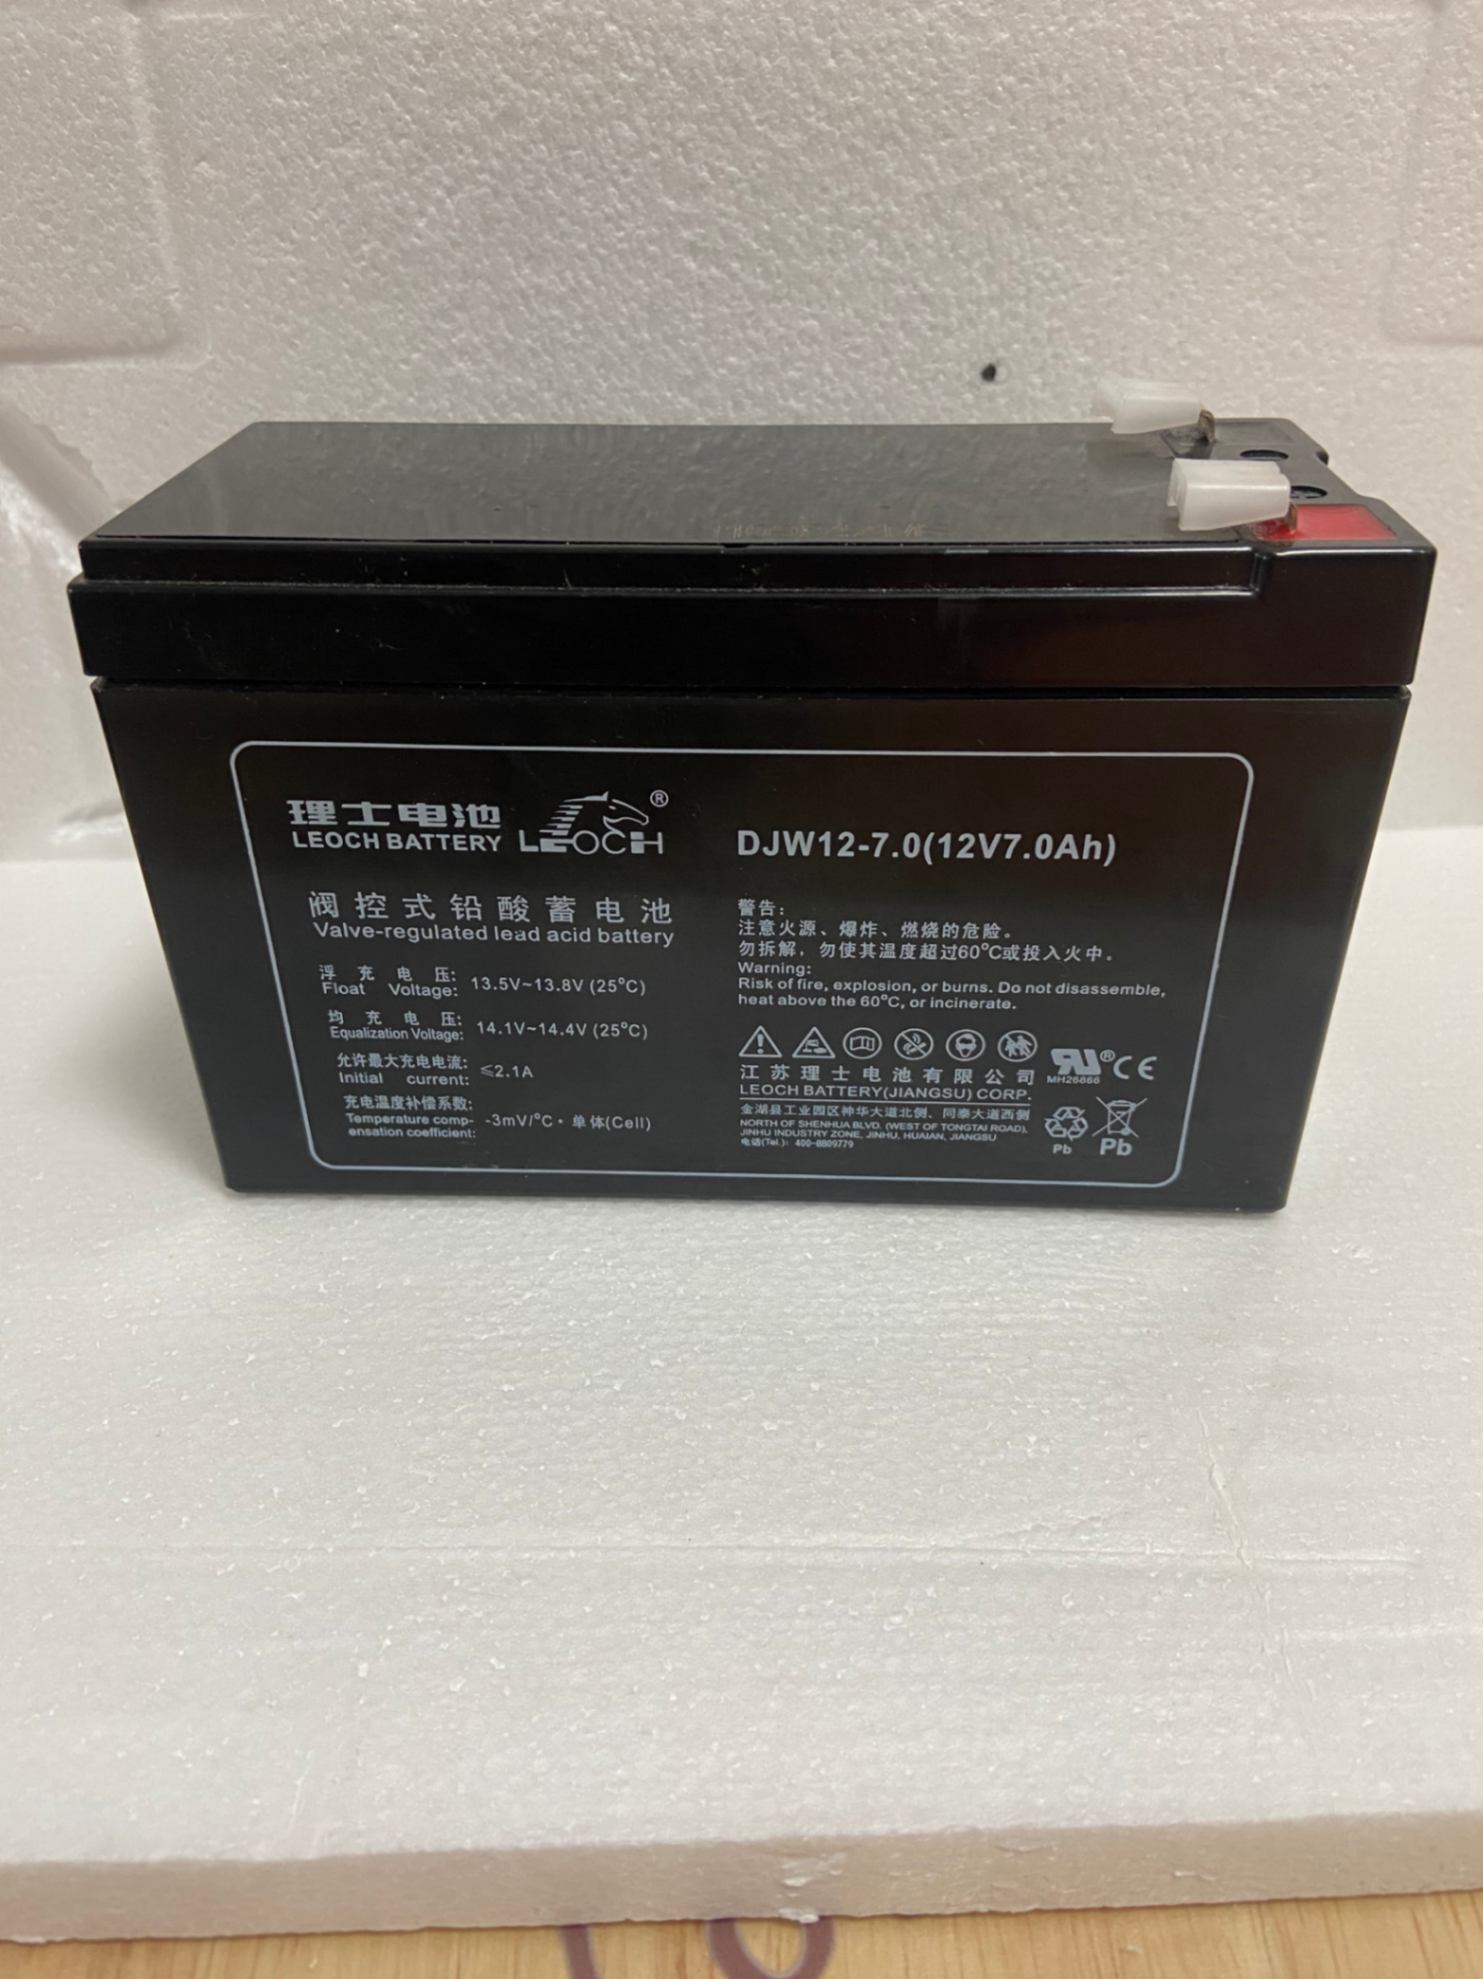 理士电池
LEOCH BATTERY
LEOCH®
DJW12-7.0(12V7.0Ah)
阀控式铅酸蓄电池
Valve-regulated lead acid battery
浮充电压:
Float Voltage: 13.5V~13.8V (25°C)
均充电压:
Equalization Voltage: 14.1V~14.4V (25°C)
允许最大充电电流:
Initial current: ≤2.1A
充电温度补偿系数:
Temperature comp-
ensation coefficient: -3mV/°C·单体(Cell)
警告:
注意火源、爆炸、燃烧的危险。
勿拆解,勿使其温度超过60°C或投入火中。
Warning:
Risk of fire, explosion, or burns. Do not disassemble,
heat above the 60°C, or incinerate.
江苏理士电池有限公司
LEOCH BATTERY(JIANGSU) CORP.
MH26866
CE
金湖县工业园区神华大道北侧、同泰大道西侧
NORTH OF SHENHUA BLVD. (WEST OF TONGTAI ROAD),
JINHU INDUSTRY ZONE, JINHU, HUAIAN, JIANGSU
电话(Tel.): 400-8809779
Pb
Pb